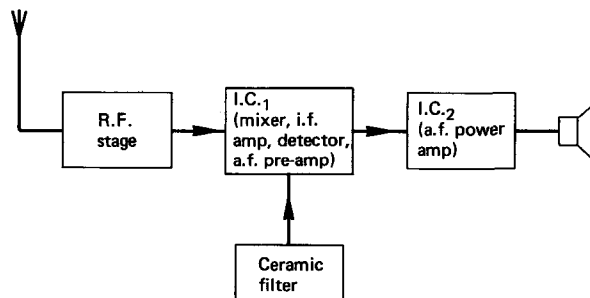 R.F.
stage
I.C.₁
(mixer, i.f.
amp, detector,
a.f. pre-amp)
I.C.₂
(a.f. power
amp)
Ceramic
filter